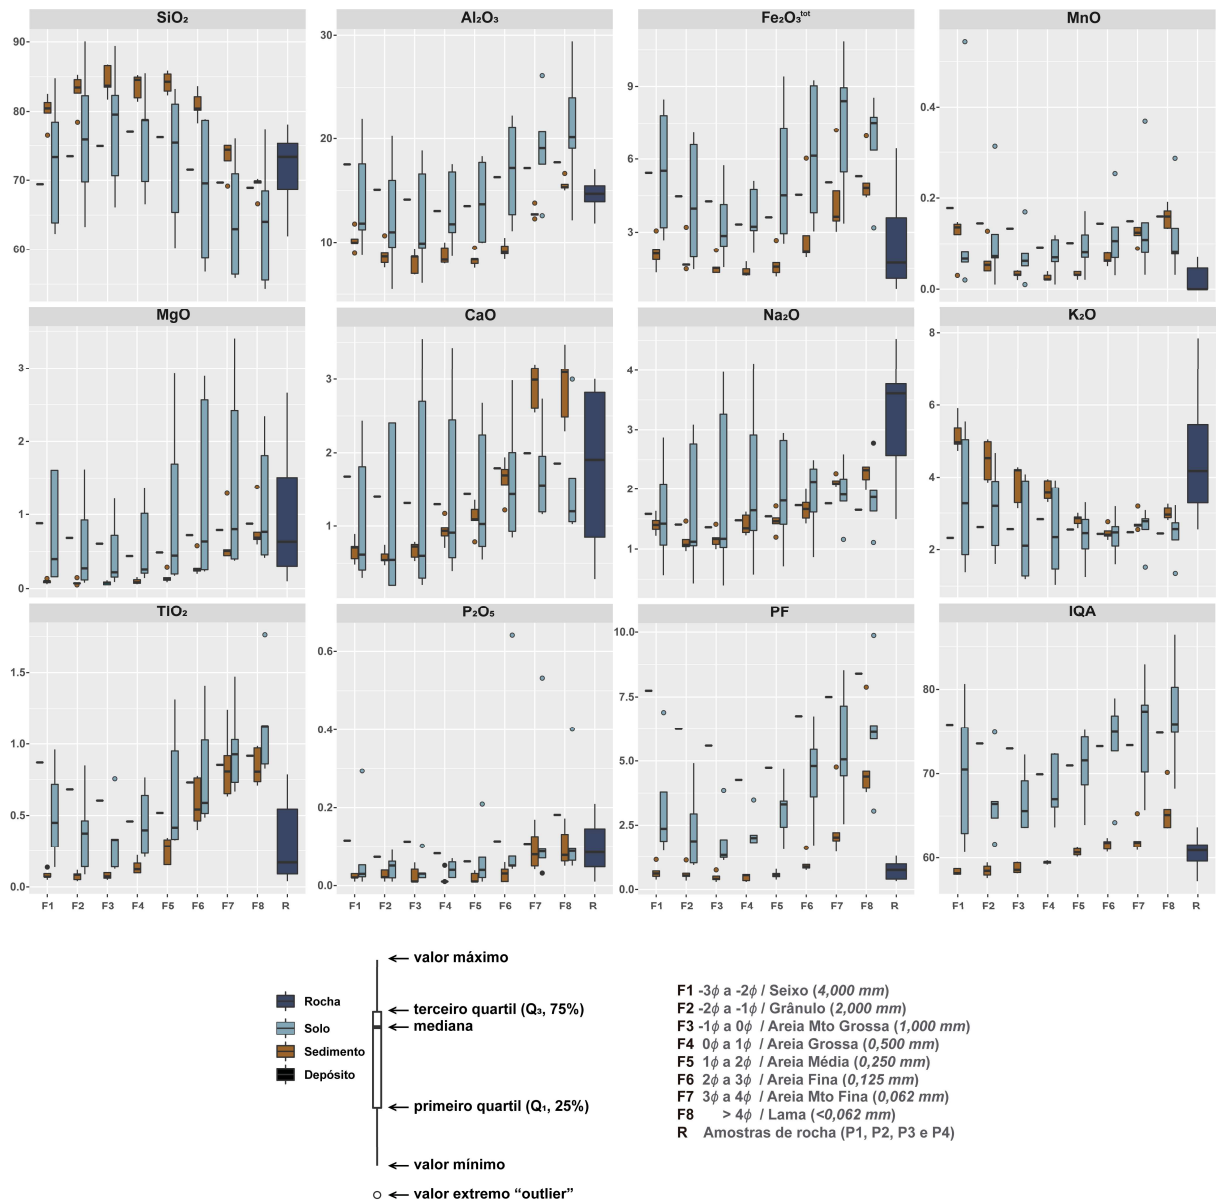 SiO₂ Al₂O₃ Fe₂O₃ᵗᵒᵗ MnO
90
80
70
60
30
20
10
9
6
3
0.4
0.2
0.0
MgO CaO Na₂O K₂O
3
2
1
0
3
2
1
4
3
2
1
8
6
4
2
0
TIO₂ P₂O₅ PF IQA
1.5
1.0
0.5
0.0
0.6
0.4
0.2
0.0
10.0
7.5
5.0
2.5
0.0
80
70
60
F1 F2 F3 F4 F5 F6 F7 F8 R
F1 F2 F3 F4 F5 F6 F7 F8 R
F1 F2 F3 F4 F5 F6 F7 F8 R
F1 F2 F3 F4 F5 F6 F7 F8 R
Rocha
Solo
Sedimento
Depósito
valor máximo
terceiro quartil (Q₃, 75%)
mediana
primeiro quartil (Q₁, 25%)
valor mínimo
valor extremo “outlier”
F1 -3ϕ a -2ϕ / Seixo (4,000 mm)
F2 -2ϕ a -1ϕ / Grânulo (2,000 mm)
F3 -1ϕ a 0ϕ / Areia Mto Grossa (1,000 mm)
F4 0ϕ a 1ϕ / Areia Grossa (0,500 mm)
F5 1ϕ a 2ϕ / Areia Média (0,250 mm)
F6 2ϕ a 3ϕ / Areia Fina (0,125 mm)
F7 3ϕ a 4ϕ / Areia Mto Fina (0,062 mm)
F8 > 4ϕ / Lama (<0,062 mm)
R Amostras de rocha (P1, P2, P3 e P4)